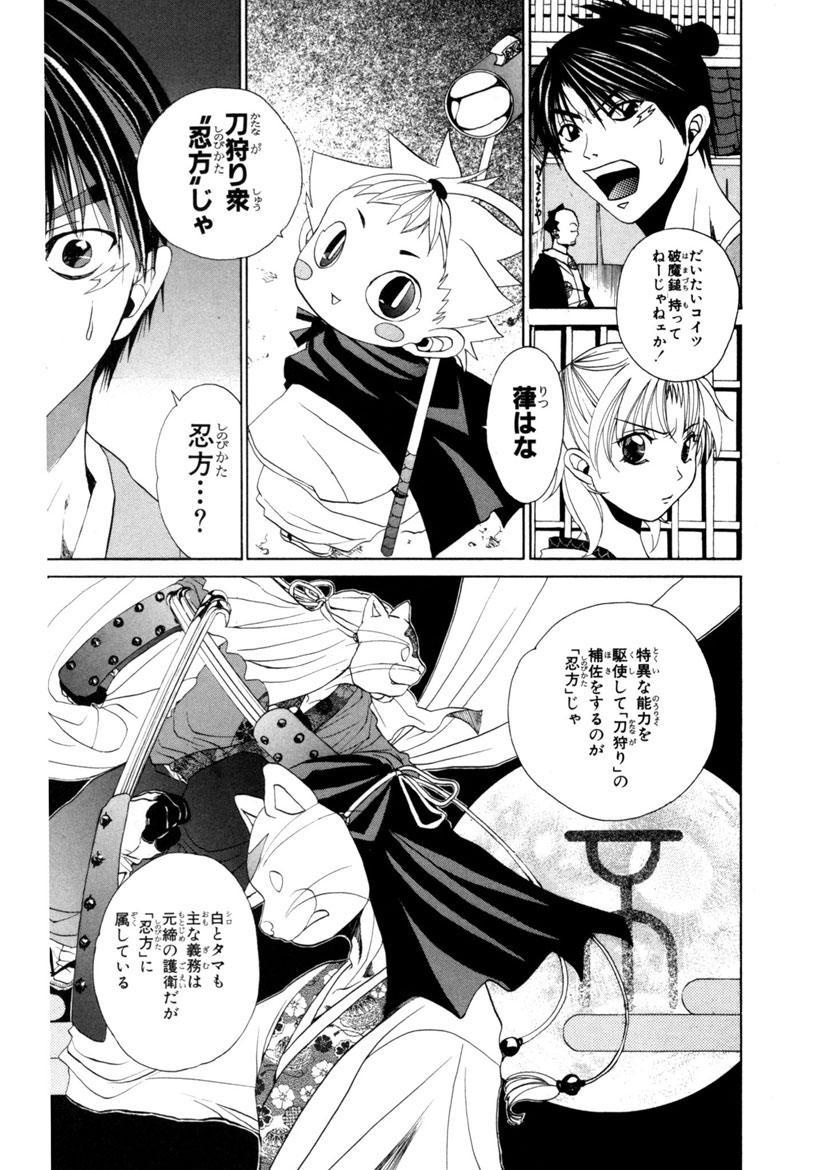 だいたいコイツ
破魔鎚持って
ねーじゃねェか!
葎はな
刀狩り衆
“忍方”じゃ
忍方…?
特異な能力を
駆使して「刀狩り」の
補佐をするのが
「忍方」じゃ
白とタマも
主な義務は
元締の護衛だが
「忍方」に
属している